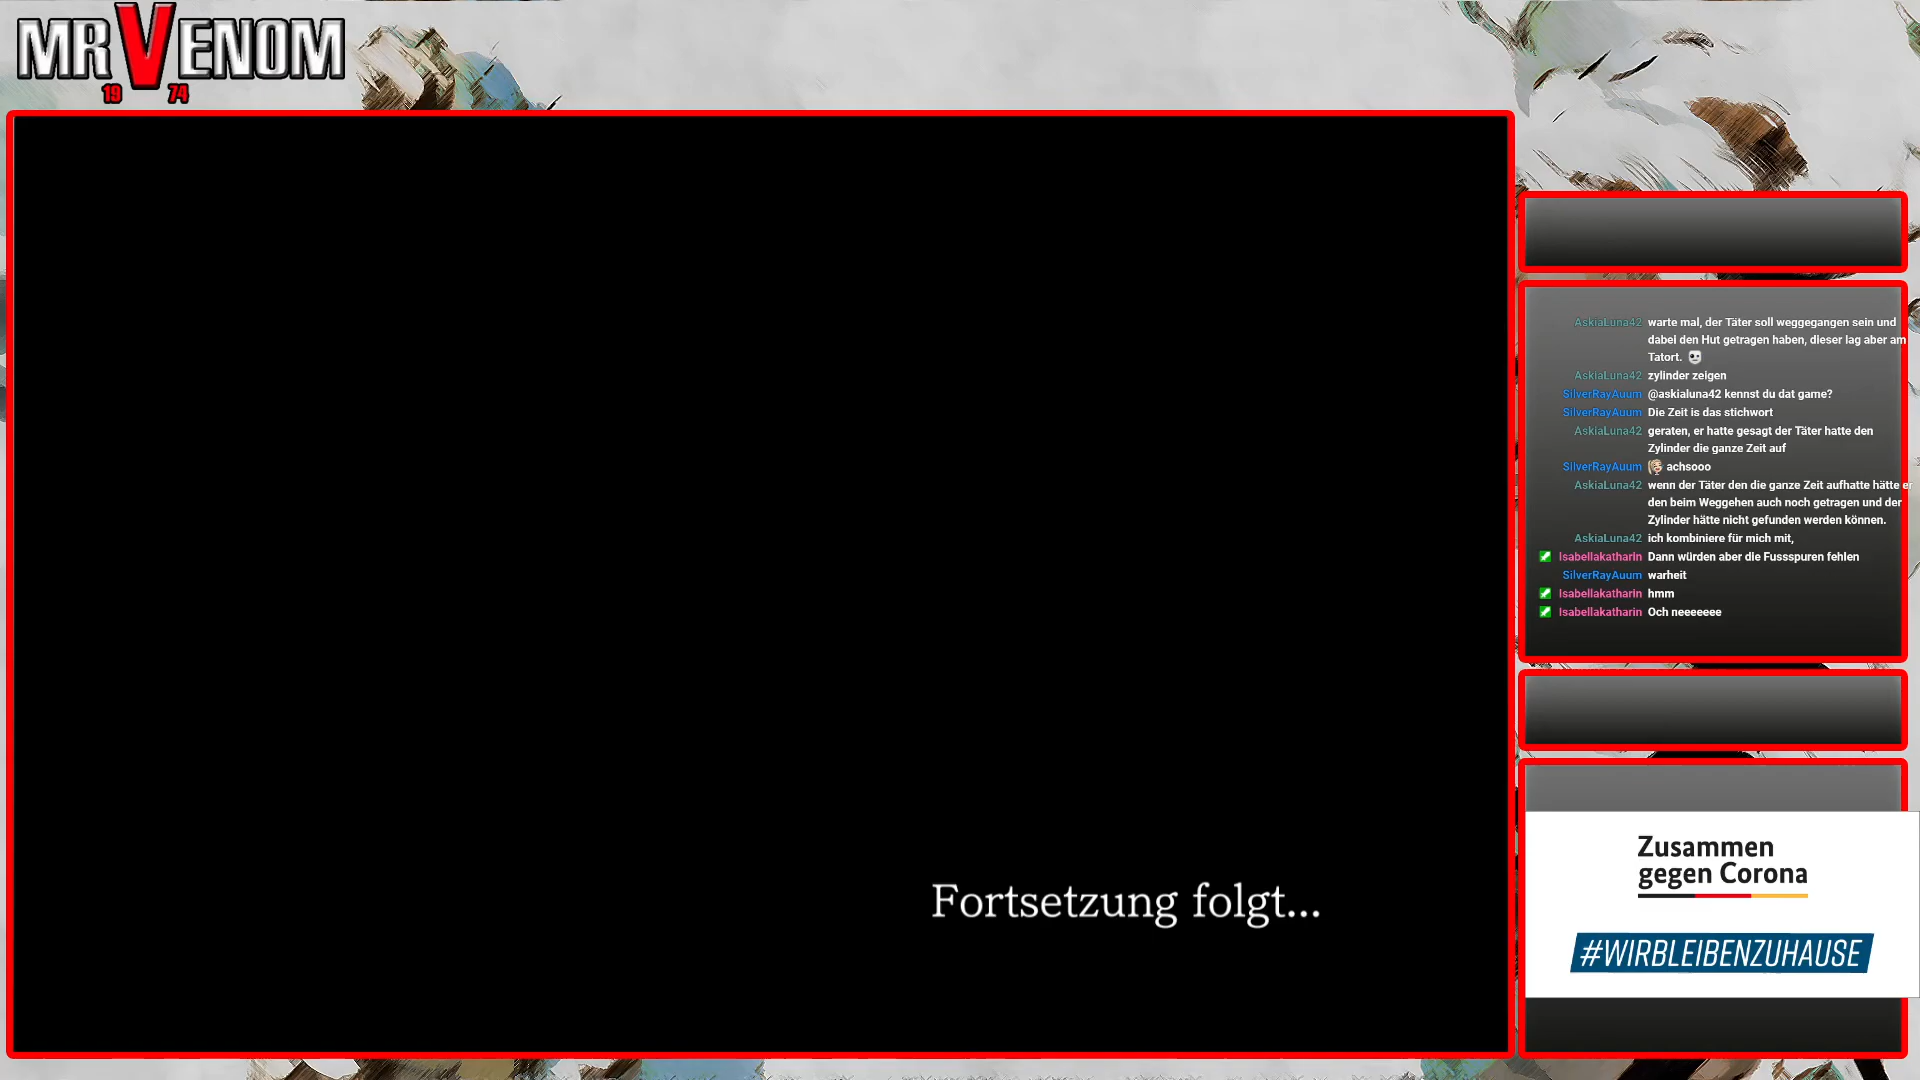 MRVENOM
19 74
AskiaLuna42 warte mal, der Täter soll weggegangen sein und
dabei den Hut getragen haben, dieser lag aber am
Tatort.
AskiaLuna42 zylinder zeigen
SilverRayAuum @askialuna42 kennst du dat game?
SilverRayAuum Die Zeit is das stichwort
AskiaLuna42 geraten, er hatte gesagt der Täter hatte den
Zylinder die ganze Zeit auf
SilverRayAuum achsooo
AskiaLuna42 wenn der Täter den die ganze Zeit aufhatte hätte er
den beim Weggehen auch noch getragen und der
Zylinder hätte nicht gefunden werden können.
AskiaLuna42 ich kombiniere für mich mit,
Isabellakatharin Dann würden aber die Fussspuren fehlen
SilverRayAuum warheit
Isabellakatharin hmm
Isabellakatharin Och neeeeeee
Fortsetzung folgt...
Zusammen
gegen Corona
#WIRBLEIBENZUHAUSE